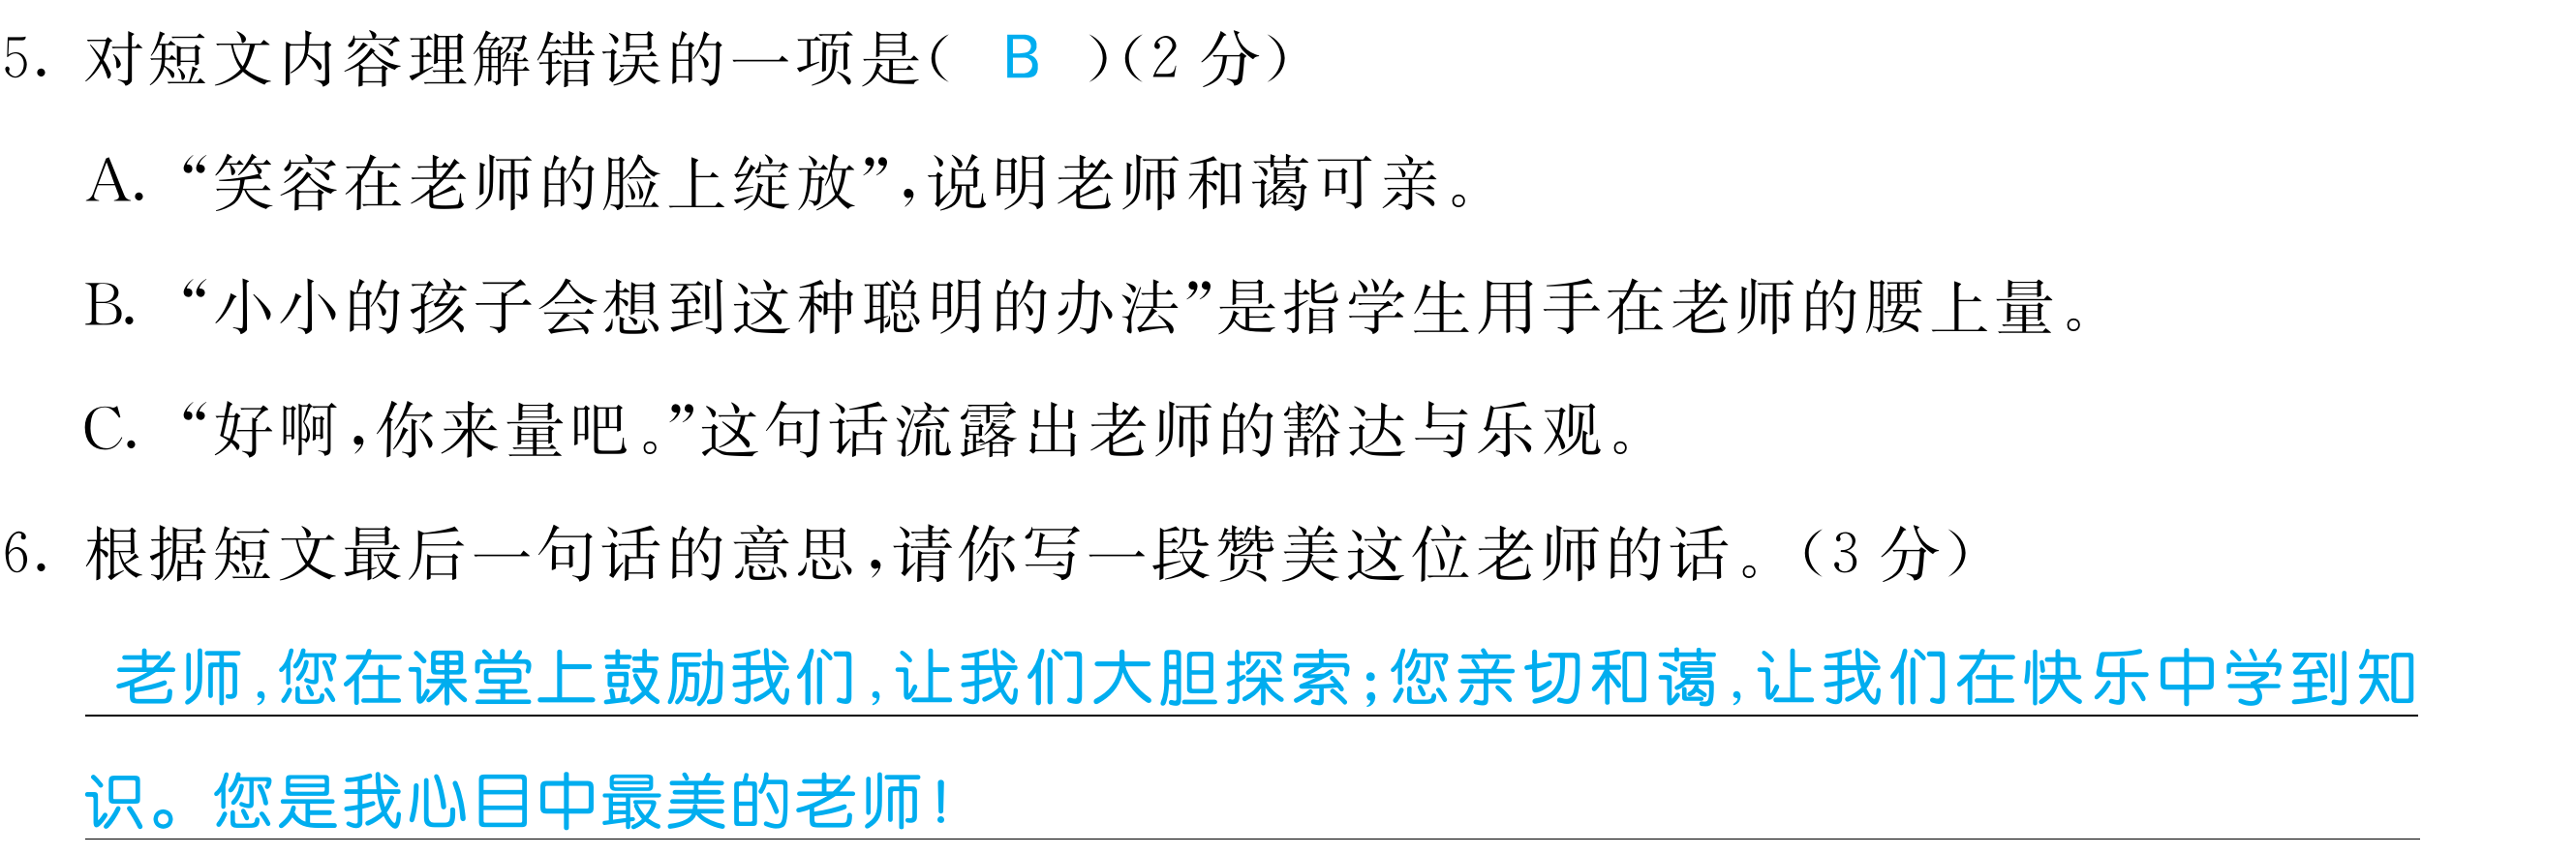 5. 对短文内容理解错误的一项是( B )(2 分)
A. “笑容在老师的脸上绽放”,说明老师和蔼可亲。
B. “小小的孩子会想到这种聪明的办法”是指学生用手在老师的腰上量。
C. “好啊,你来量吧。”这句话流露出老师的豁达与乐观。
6. 根据短文最后一句话的意思,请你写一段赞美这位老师的话。(3 分)
老师,您在课堂上鼓励我们,让我们大胆探索;您亲切和蔼,让我们在快乐中学到知
识。您是我心目中最美的老师!